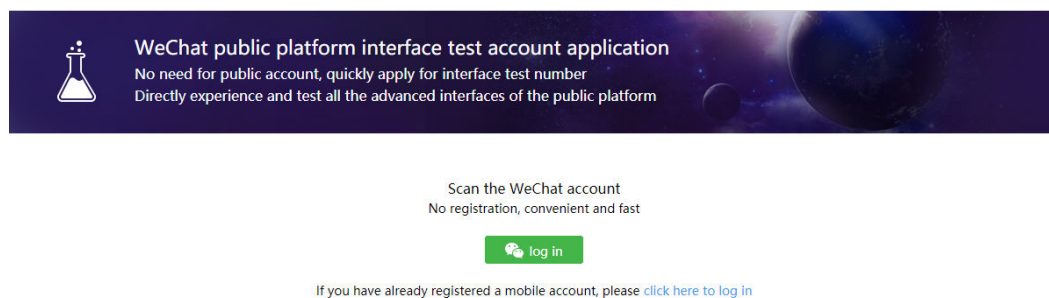 WeChat public platform interface test account application
No need for public account, quickly apply for interface test number
Directly experience and test all the advanced interfaces of the public platform
Scan the WeChat account
No registration, convenient and fast
log in
If you have already registered a mobile account, please click here to log in